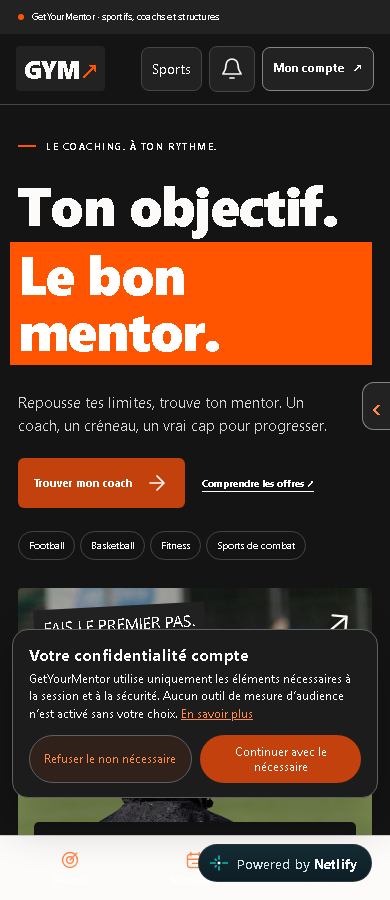 GetYourMentor · sportifs, coachs et structures
GYM↗
Sports
Mon compte ↗
LE COACHING. À TON RYTHME.
Ton objectif.
Le bon
mentor.
Repousse tes limites, trouve ton mentor. Un
coach, un créneau, un vrai cap pour progresser.
Trouver mon coach →
Comprendre les offres ↗
Football
Basketball
Fitness
Sports de combat
FAIS LE PREMIER PAS.
Votre confidentialité compte
GetYourMentor utilise uniquement les éléments nécessaires à
la session et à la sécurité. Aucun outil de mesure d’audience
n’est activé sans votre choix. En savoir plus
Refuser le non nécessaire
Continuer avec le
nécessaire
Powered by Netlify